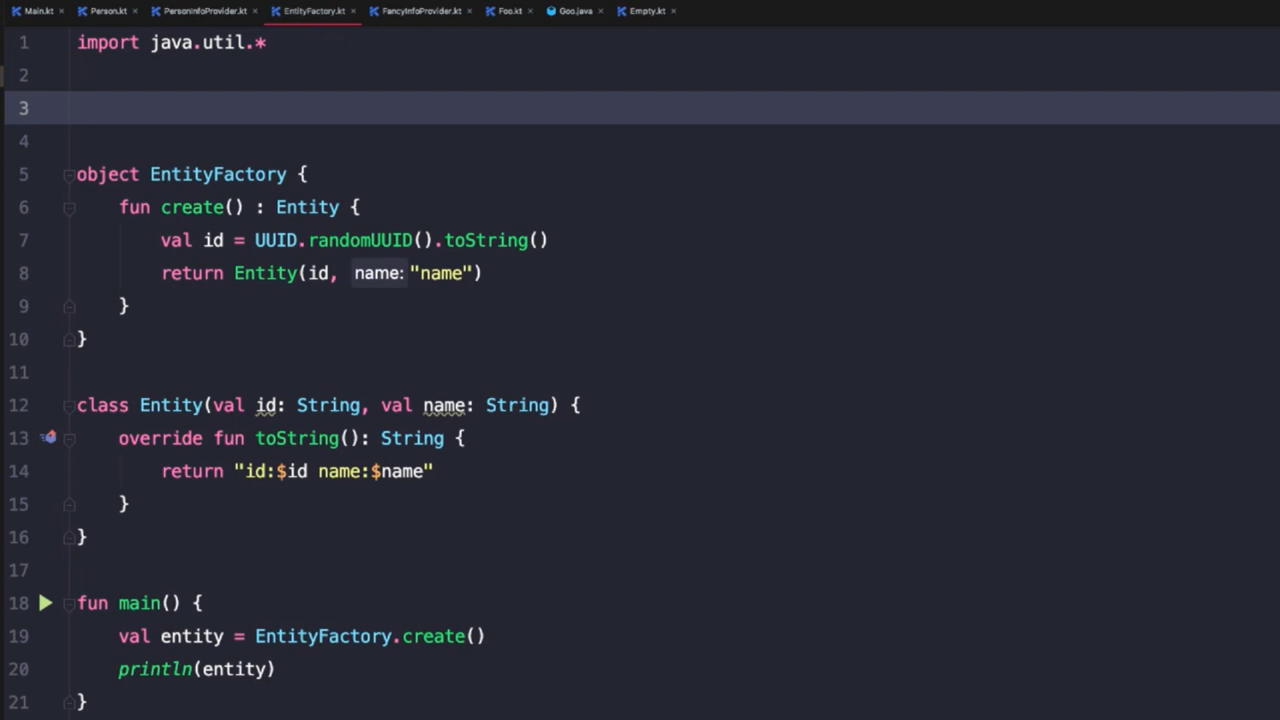 Main.kt × Person.kt × PersonInfoProvider.kt × EntityFactory.kt × FancyInfoProvider.kt × Foo.kt × Goo.java × Empty.kt ×
1 import java.util.*
2
3
4
5 object EntityFactory {
6 fun create() : Entity {
7 val id = UUID.randomUUID().toString()
8 return Entity(id, name: "name")
9 }
10 }
11
12 class Entity(val id: String, val name: String) {
13 override fun toString(): String {
14 return "id:$id name:$name"
15 }
16 }
17
18 fun main() {
19 val entity = EntityFactory.create()
20 println(entity)
21 }